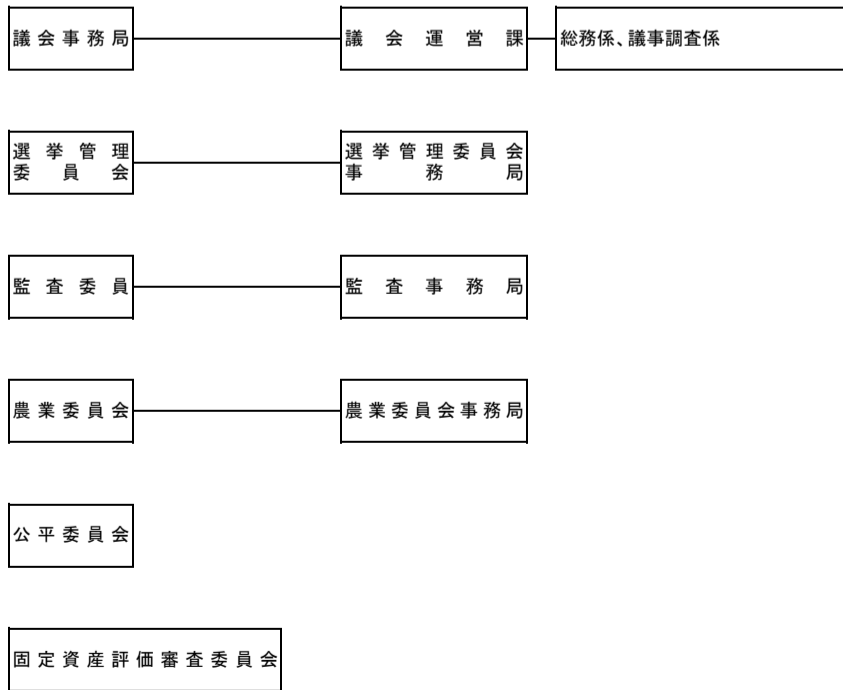 議会事務局
議会運営課
総務係、議事調査係
選挙管理
委員会
選挙管理委員会
事務局
監査委員
監査事務局
農業委員会
農業委員会事務局
公平委員会
固定資産評価審査委員会